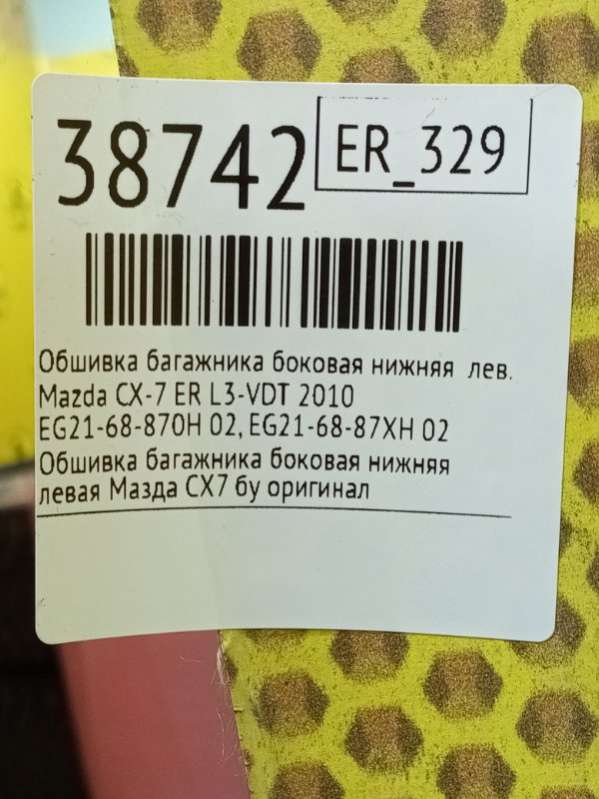 38742
ER_329
Обшивка багажника боковая нижняя лев.
Mazda CX-7 ER L3-VDT 2010
EG21-68-870H 02, EG21-68-87XH 02
Обшивка багажника боковая нижняя
левая Мазда СХ7 бу оригинал